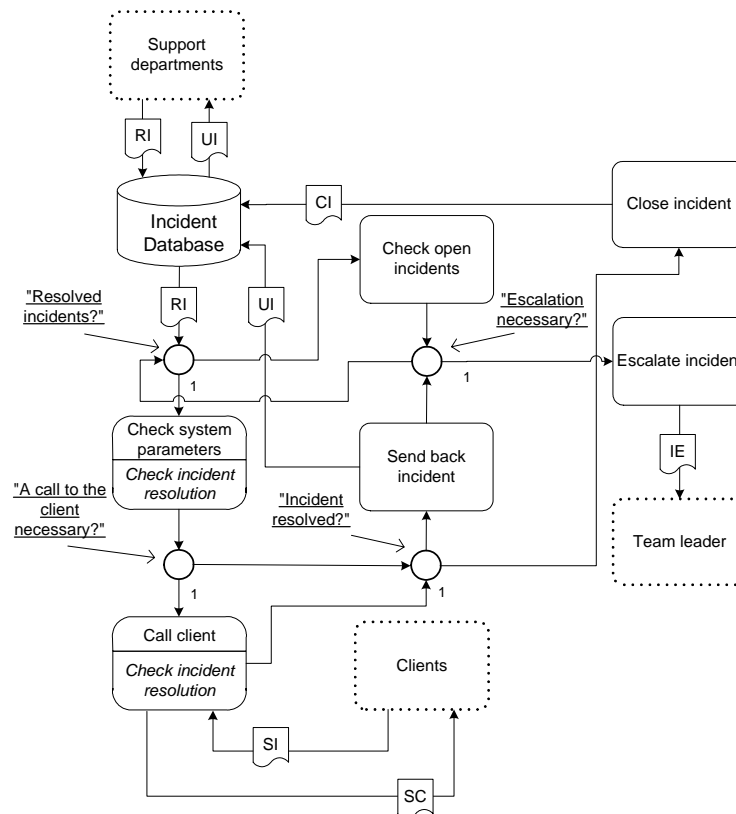 Support
departments
RI
UI
CI
Close incident
Incident
Database
Check open
incidents
RI
UI
"Resolved
incidents?"
"Escalation
necessary?"
1
1
Escalate incident
Check system
parameters
Check incident
resolution
Send back
incident
IE
"A call to the
client
necessary?"
"Incident
resolved?"
Team leader
1
1
Call client
Check incident
resolution
Clients
SI
SC